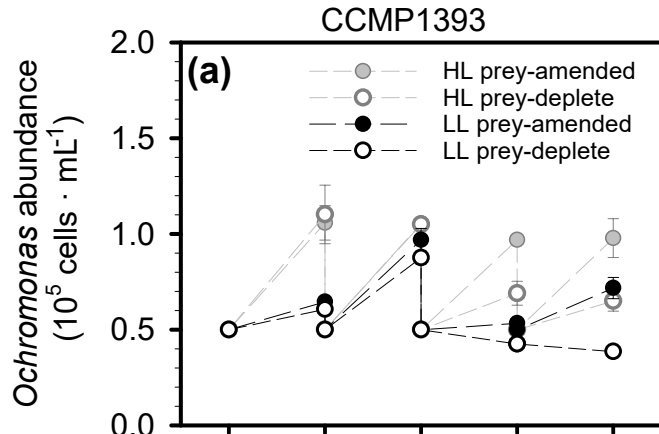 CCMP1393
(a)
HL prey-amended
HL prey-deplete
LL prey-amended
LL prey-deplete
Ochromonas abundance
(10⁵ cells · mL⁻¹)
2.0
1.5
1.0
0.5
0.0